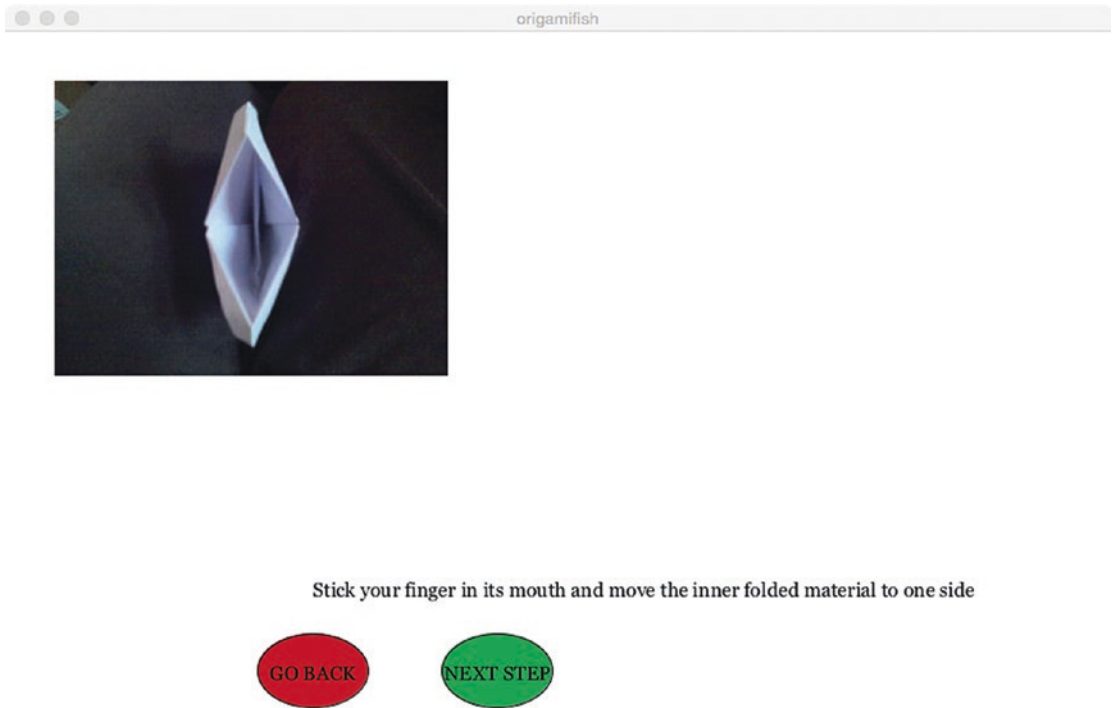 origamifish
Stick your finger in its mouth and move the inner folded material to one side
GO BACK
NEXT STEP